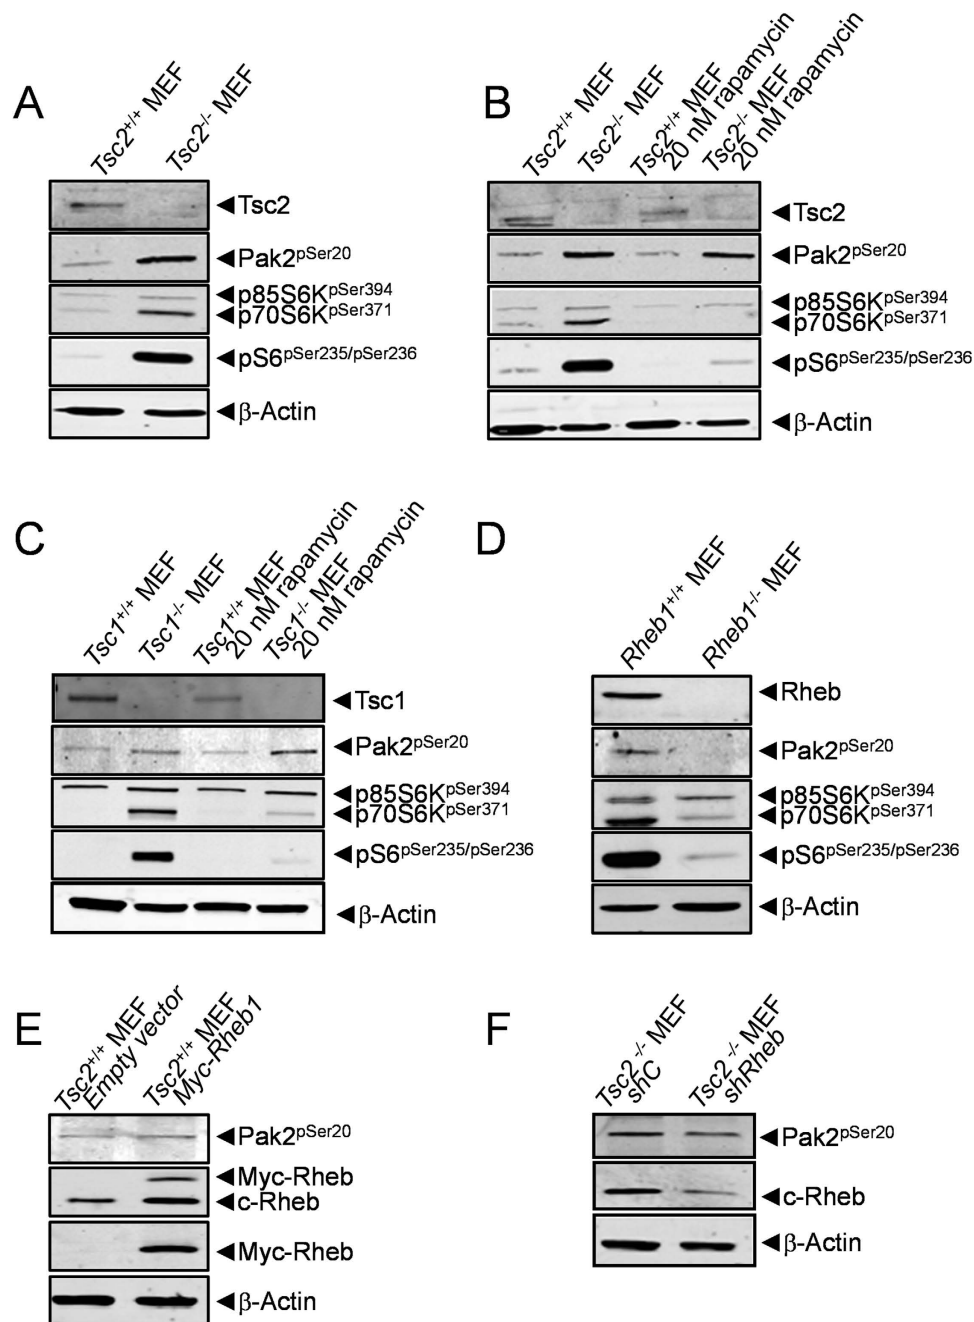 A
Tsc2+/+ MEF
Tsc2-/- MEF
◄Tsc2
◄Pak2pSer20
◄p85S6KpSer394
◄p70S6KpSer371
◄pS6pSer235/pSer236
◄β-Actin
B
Tsc2+/+ MEF
Tsc2-/- MEF
Tsc2+/+ MEF
20 nM rapamycin
Tsc2-/- MEF
20 nM rapamycin
◄Tsc2
◄Pak2pSer20
◄p85S6KpSer394
◄p70S6KpSer371
◄pS6pSer235/pSer236
◄β-Actin
C
Tsc1+/+ MEF
Tsc1-/- MEF
Tsc1+/+ MEF
20 nM rapamycin
Tsc1-/- MEF
20 nM rapamycin
◄Tsc1
◄Pak2pSer20
◄p85S6KpSer394
◄p70S6KpSer371
◄pS6pSer235/pSer236
◄β-Actin
D
Rheb1+/+ MEF
Rheb1-/- MEF
◄Rheb
◄Pak2pSer20
◄p85S6KpSer394
◄p70S6KpSer371
◄pS6pSer235/pSer236
◄β-Actin
E
Tsc2+/+ MEF
Empty vector
Tsc2+/+ MEF
Myc-Rheb1
◄Pak2pSer20
◄Myc-Rheb
◄c-Rheb
◄Myc-Rheb
◄β-Actin
F
Tsc2-/- MEF
shC
Tsc2-/- MEF
shRheb
◄Pak2pSer20
◄c-Rheb
◄β-Actin